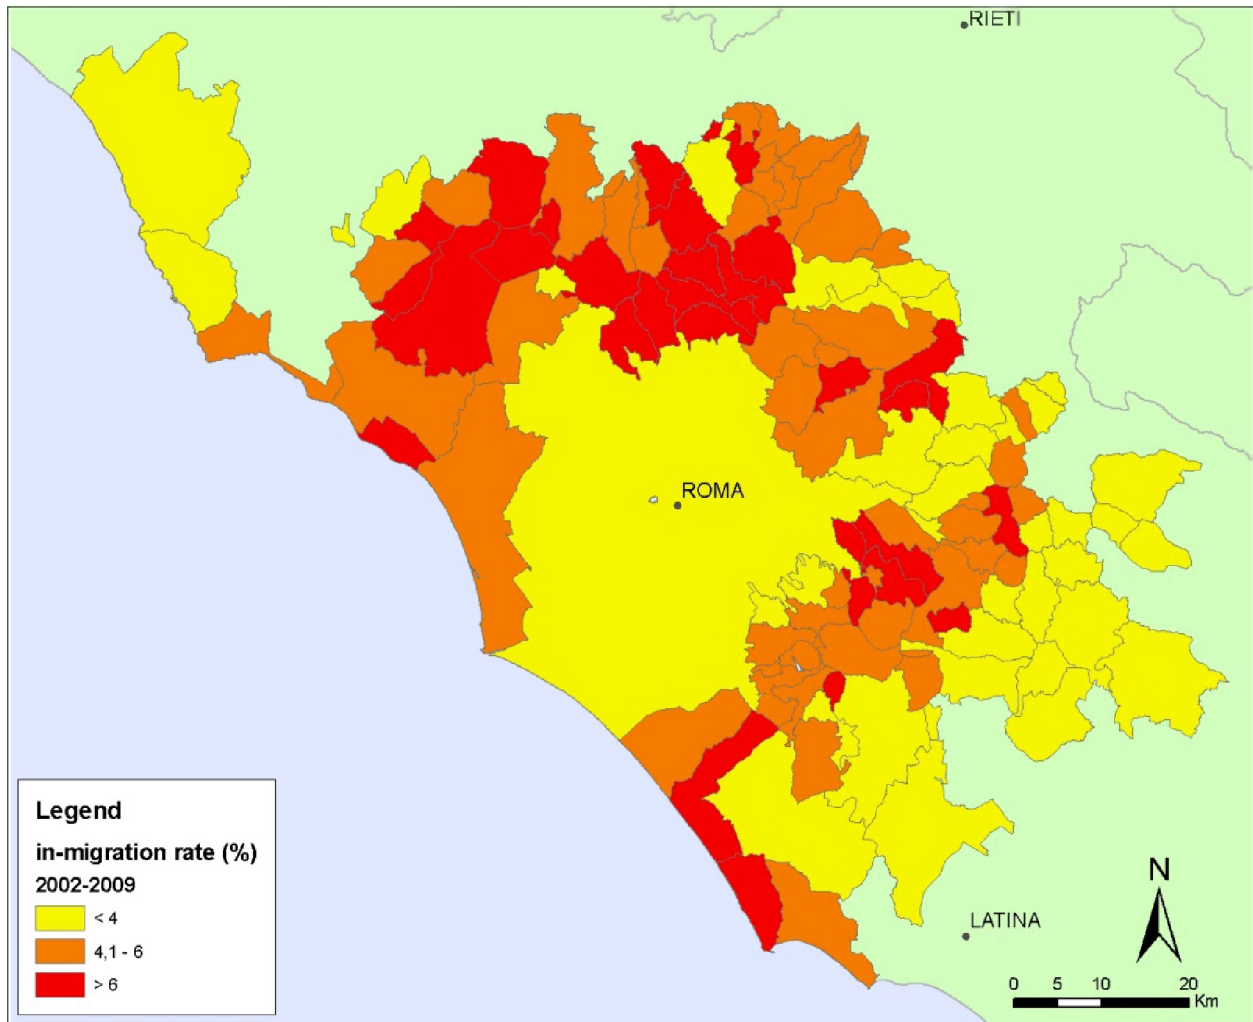 RIETI
ROMA
Legend
in-migration rate (%)
2002-2009
< 4
4,1 - 6
> 6
LATINA
N
0 5 10 20
Km